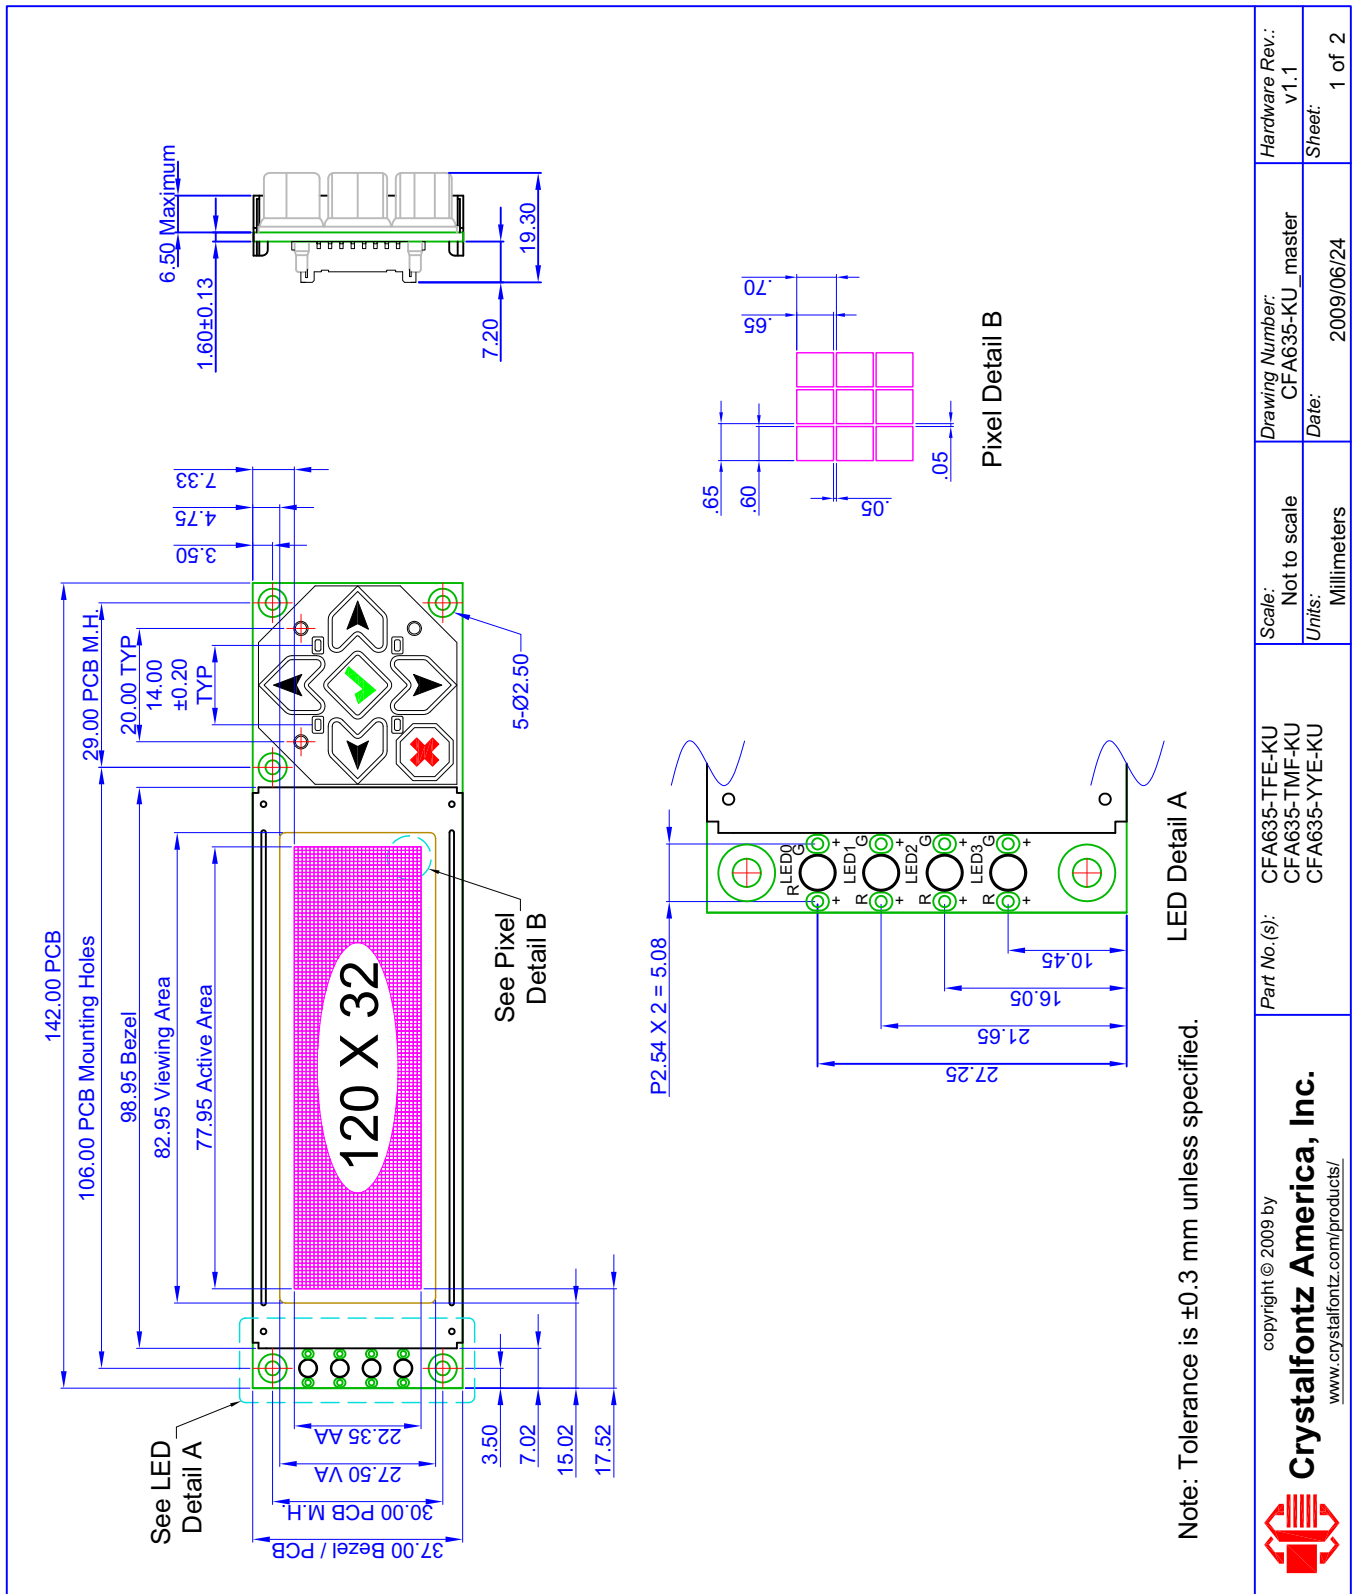 142.00 PCB
106.00 PCB Mounting Holes
29.00 PCB M.H.
98.95 Bezel
20.00 TYP
82.95 Viewing Area
14.00
±0.20
TYP
77.95 Active Area
See LED
Detail A
37.00 Bezel / PCB
30.00 PCB M.H.
27.50 VA
22.35 AA
120 X 32
3.50
4.75
7.33
3.50
7.02
15.02
17.52
See Pixel
Detail B
5-Ø2.50
6.50 Maximum
1.60±0.13
7.20
19.30
P2.54 X 2 = 5.08
LED0
R
G
+
+
LED1
R
G
+
+
LED2
R
G
+
+
LED3
R
G
+
+
10.45
16.05
21.65
27.25
LED Detail A
.65
.60
.05
.05
.65
.70
Pixel Detail B
Note: Tolerance is ±0.3 mm unless specified.
copyright © 2009 by
Crystalfontz America, Inc.
www.crystalfontz.com/products/
Part No.(s):
CFA635-TFE-KU
CFA635-TMF-KU
CFA635-YYE-KU
Scale:
Not to scale
Units:
Millimeters
Drawing Number:
CFA635-KU_master
Date:
2009/06/24
Hardware Rev.:
v1.1
Sheet:
1 of 2